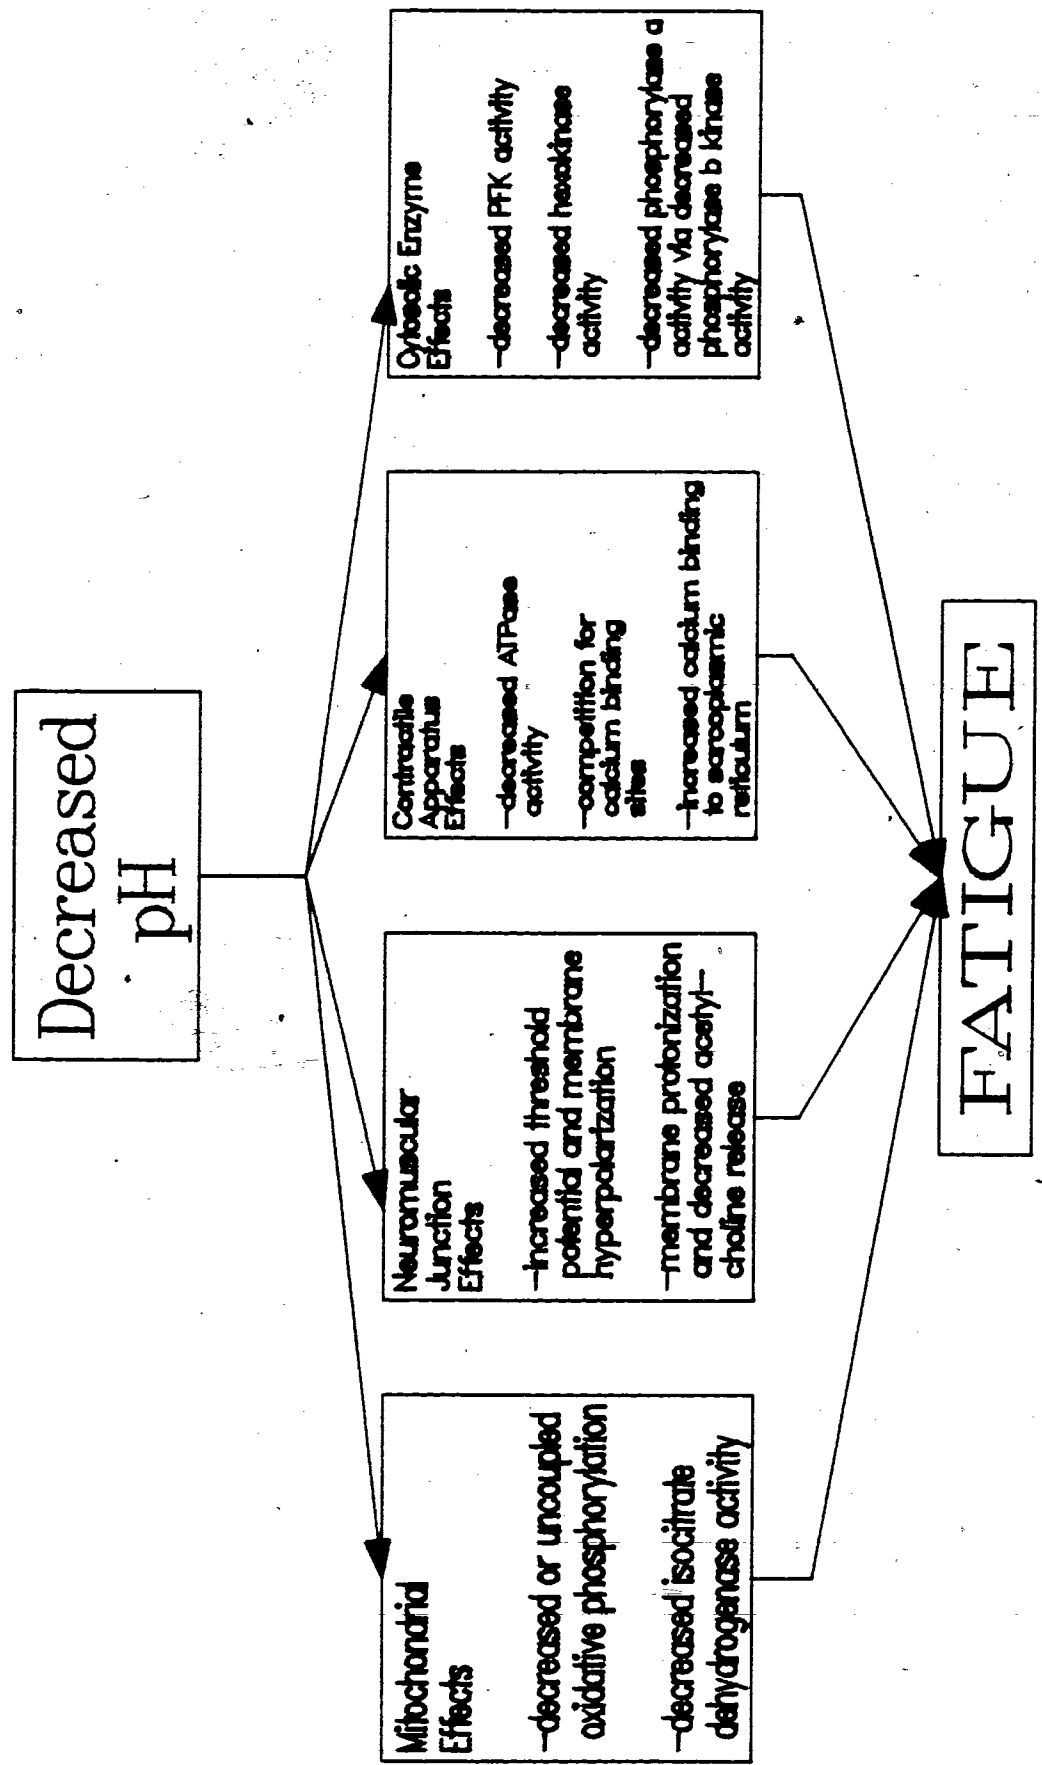 Decreased
pH
Mitochondrial
Effects
-decreased or uncoupled
oxidative phosphorylation
-decreased isocitrate
dehydrogenase activity
Neuromuscular
Junction
Effects
-increased threshold
potential and membrane
hyperpolarization
-membrane protonization
and decreased acetyl-
choline release
Contractile
Apparatus
Effects
-decreased ATPase
activity
-competition for
calcium binding
sites
-increased calcium binding
to sarcoplasmic
reticulum
Cytosolic Enzyme
Effects
-decreased PFK activity
-decreased hexokinase
activity
-decreased phosphorylase a
activity via decreased
phosphorylase b kinase
activity
FATIGUE